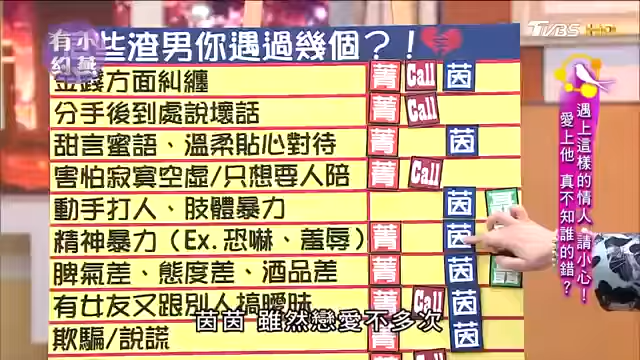 有小
約燕
TVBS HD
些渣男你遇過幾個？！
金錢方面糾纏 菁 Call 茵
分手後到處說壞話 菁 Call
甜言蜜語、溫柔貼心對待 菁 茵
害怕寂寞空虛/只想要人陪 菁 Call
動手打人、肢體暴力 茵
精神暴力（Ex.恐嚇、羞辱） 菁 茵
脾氣差、態度差、酒品差 菁 茵
有女友又跟別人搞曖昧 菁 Call 茵
欺騙/說謊 菁 Call 茵
遇上這樣的情人 請小心！
愛上他 真不知誰的錯？
茵茵 雖然戀愛不多次